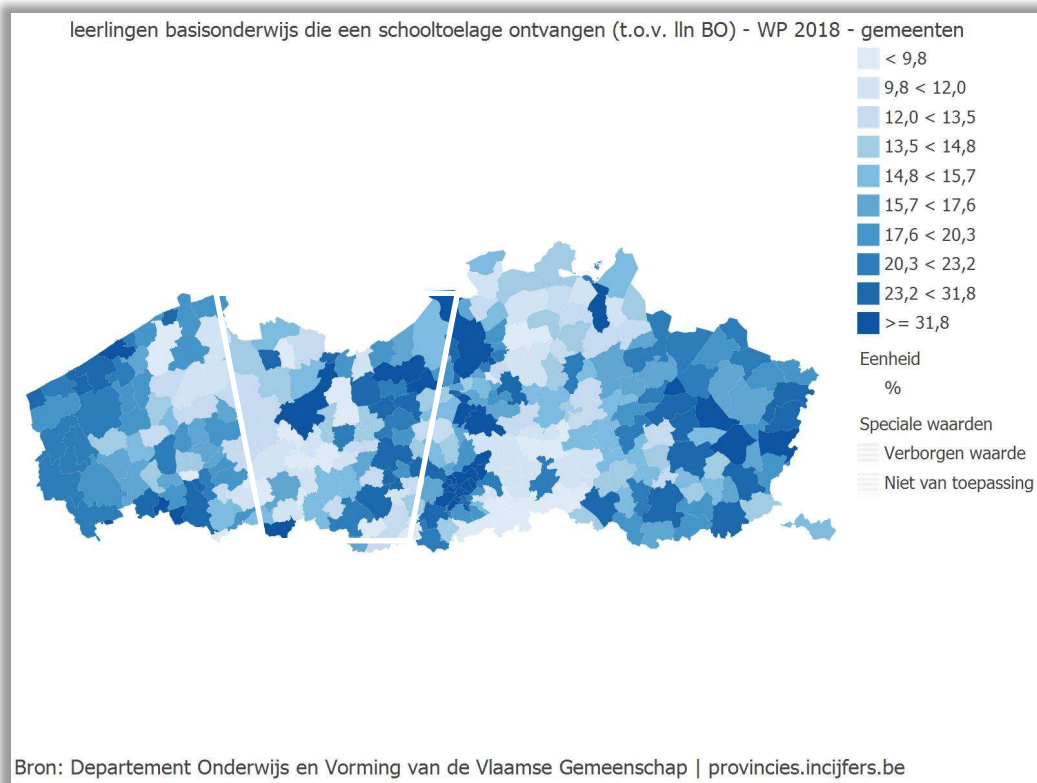 leerlingen basisonderwijs die een schooltoelage ontvangen (t.o.v. lln BO) - WP 2018 - gemeenten
< 9,8
9,8 < 12,0
12,0 < 13,5
13,5 < 14,8
14,8 < 15,7
15,7 < 17,6
17,6 < 20,3
20,3 < 23,2
23,2 < 31,8
>= 31,8
Eenheid
%
Speciale waarden
Verborgen waarde
Niet van toepassing
Bron: Departement Onderwijs en Vorming van de Vlaamse Gemeenschap | provincies.incijfers.be